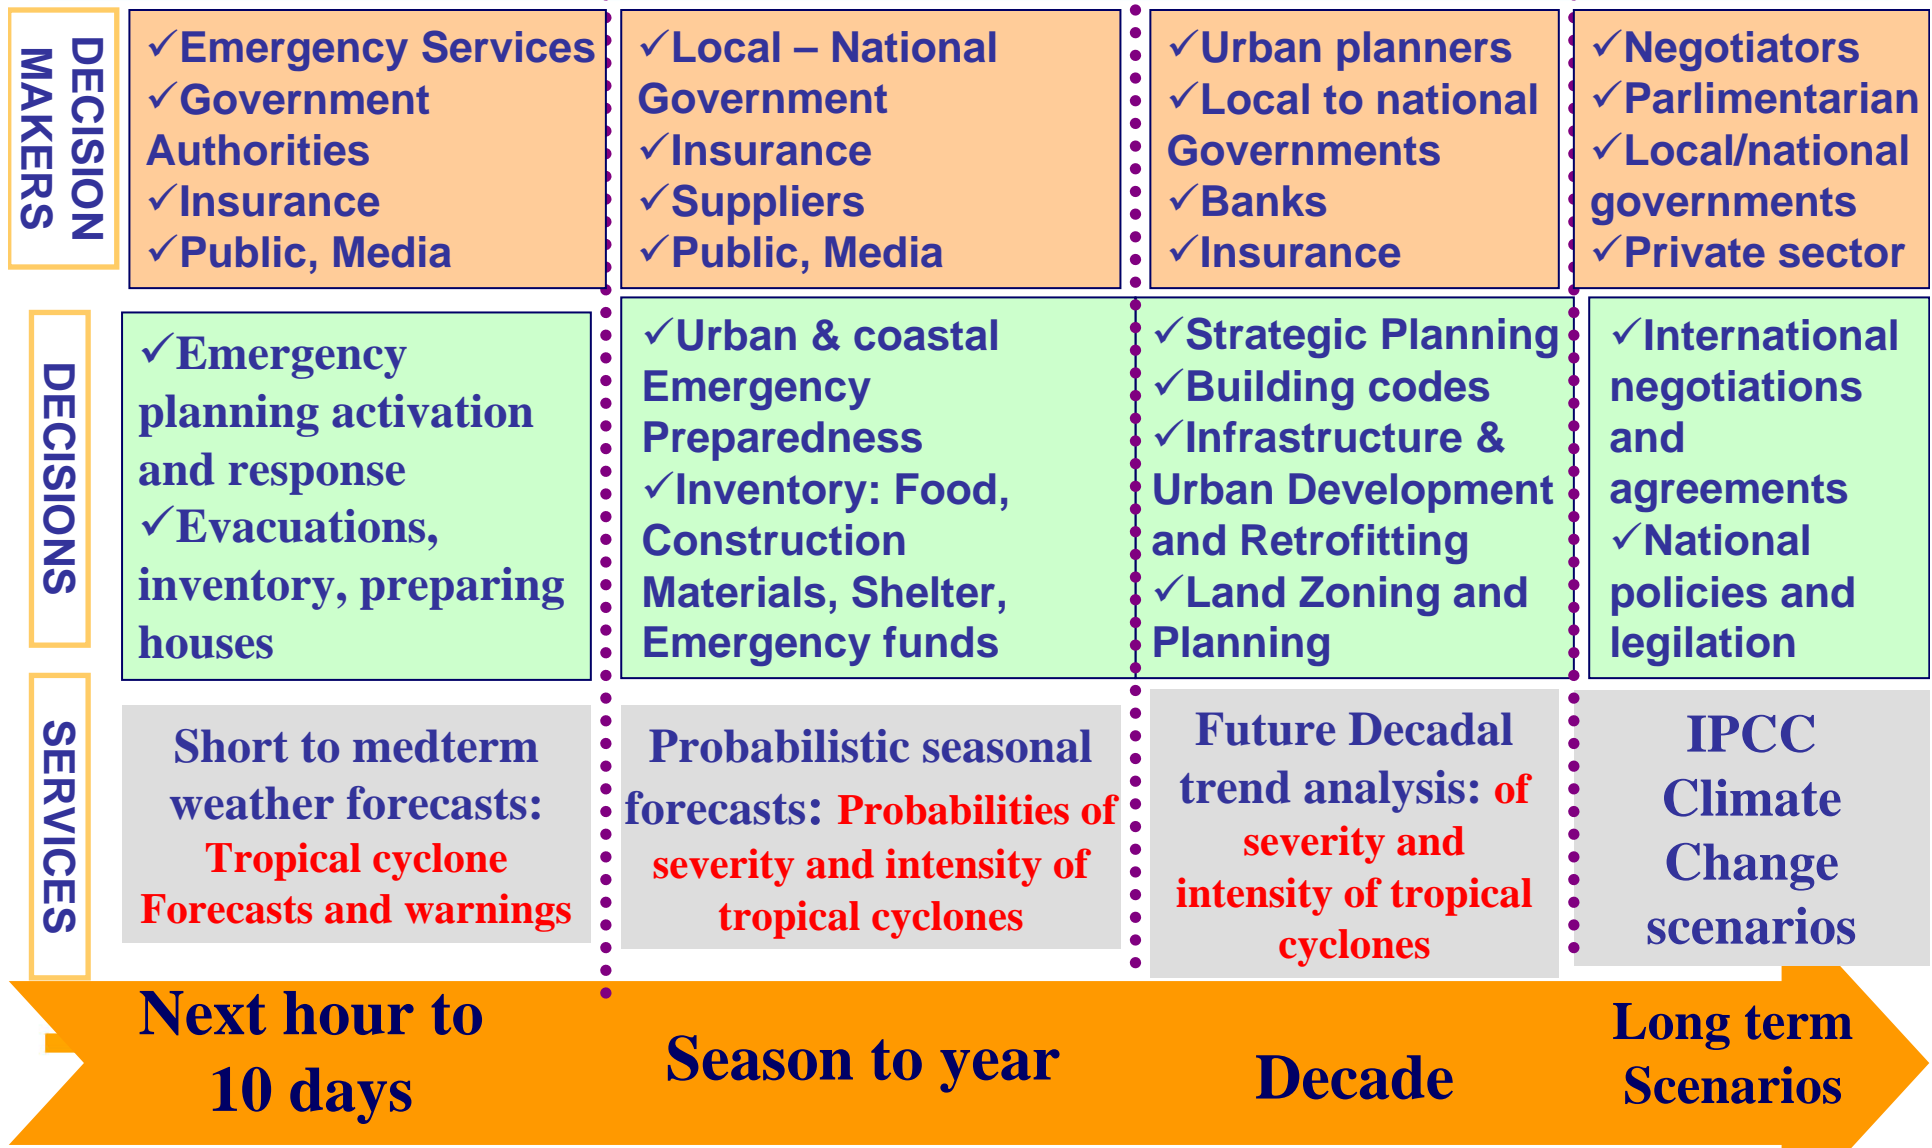 DECISION
MAKERS
✓Emergency Services
✓Government
Authorities
✓Insurance
✓Public, Media
✓Local – National
Government
✓Insurance
✓Suppliers
✓Public, Media
✓Urban planners
✓Local to national
Governments
✓Banks
✓Insurance
✓Negotiators
✓Parlimentarian
✓Local/national
governments
✓Private sector
DECISIONS
✓Emergency
planning activation
and response
✓Evacuations,
inventory, preparing
houses
✓Urban & coastal
Emergency
Preparedness
✓Inventory: Food,
Construction
Materials, Shelter,
Emergency funds
✓Strategic Planning
✓Building codes
✓Infrastructure &
Urban Development
and Retrofitting
✓Land Zoning and
Planning
✓International
negotiations
and
agreements
✓National
policies and
legilation
SERVICES
Short to medterm
weather forecasts:
Tropical cyclone
Forecasts and warnings
Probabilistic seasonal
forecasts: Probabilities of
severity and intensity of
tropical cyclones
Future Decadal
trend analysis: of
severity and
intensity of tropical
cyclones
IPCC
Climate
Change
scenarios
Next hour to
10 days
Season to year
Decade
Long term
Scenarios